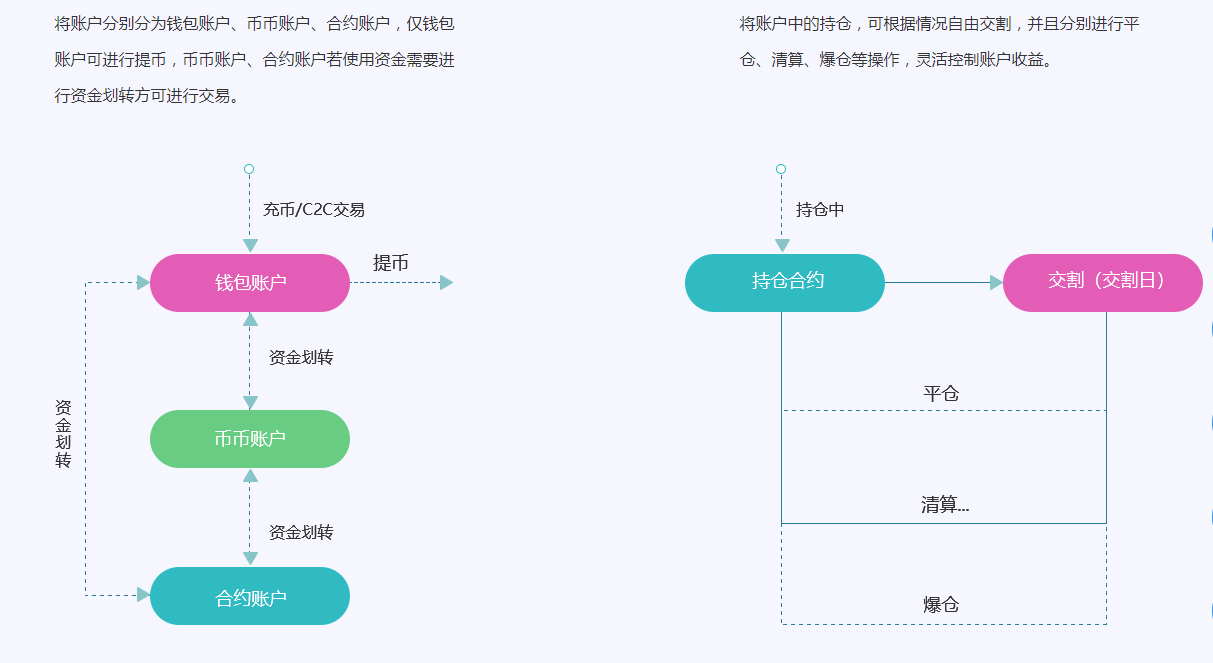 将账户分别分为钱包账户、币币账户、合约账户，仅钱包
账户可进行提币，币币账户、合约账户若使用资金需要进
行资金划转方可进行交易。
充币/C2C交易
钱包账户
提币
资金划转
资金划转
币币账户
资金划转
合约账户
将账户中的持仓，可根据情况自由交割，并且分别进行平
仓、清算、爆仓等操作，灵活控制账户收益。
持仓中
持仓合约
交割（交割日）
平仓
清算...
爆仓